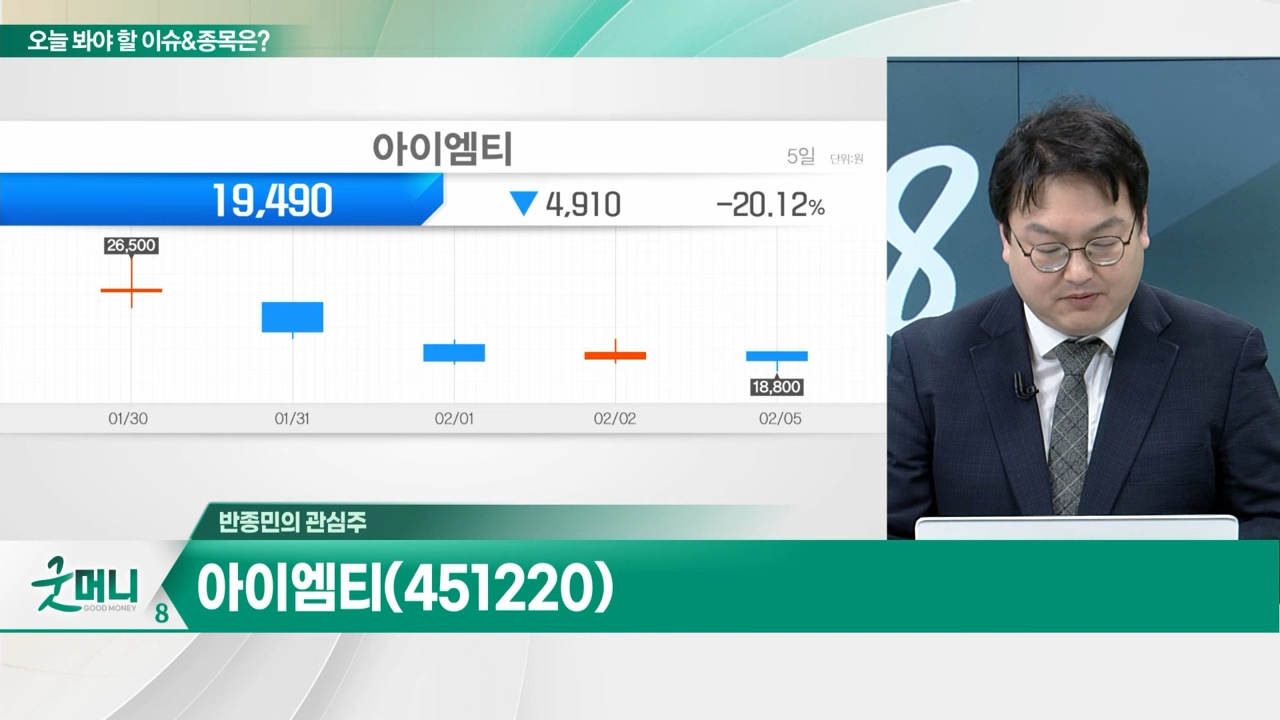 오늘 봐야 할 이슈&종목은?
아이엠티
5일 단위:원
19,490 ▼4,910 -20.12%
26,500
18,800
01/30 01/31 02/01 02/02 02/05
8
반종민의 관심주
굿머니
GOOD MONEY
8
아이엠티(451220)